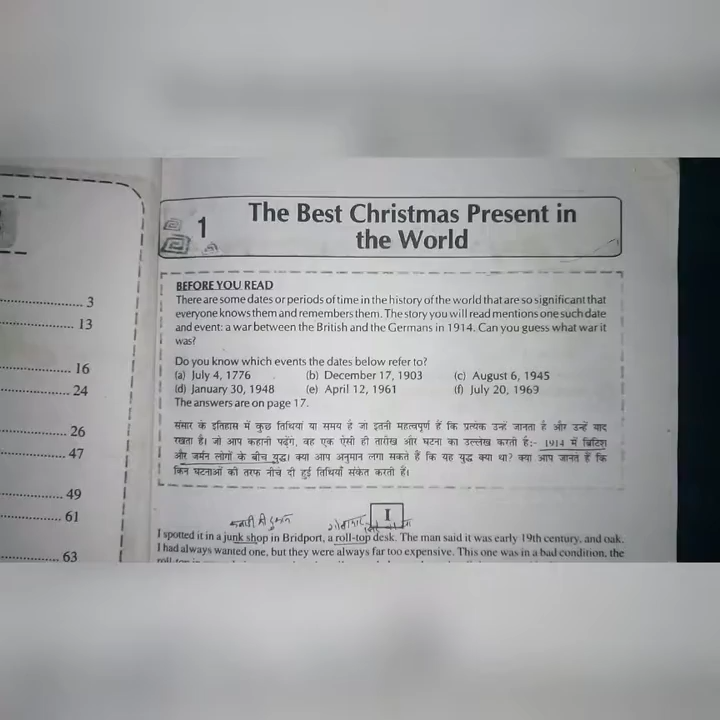 3
13
16
24
26
47
49
61
63
1
The Best Christmas Present in
the World
BEFORE YOU READ
There are some dates or periods of time in the history of the world that are so significant that
everyone knows them and remembers them. The story you will read mentions one such date
and event: a war between the British and the Germans in 1914. Can you guess what war it
was?
Do you know which events the dates below refer to?
(a) July 4, 1776 (b) December 17, 1903 (c) August 6, 1945
(d) January 30, 1948 (e) April 12, 1961 (f) July 20, 1969
The answers are on page 17.
संसार के इतिहास में कुछ तिथियां या समय है जो इतनी महत्वपूर्ण हैं कि प्रत्येक उन्हें जानता है और उन्हें याद
रखता है। जो आप कहानी पढ़ेंगे, वह एक ऐसी ही तारीख और घटना का उल्लेख करती है:- 1914 में ब्रिटिश
और जर्मन लोगों के बीच युद्ध। क्या आप अनुमान लगा सकते हैं कि यह युद्ध क्या था? क्या आप जानते हैं कि
किन घटनाओं की तरफ नीचे दी हुई तिथियाँ संकेत करती हैं।
I
I spotted it in a junk shop in Bridport, a roll-top desk. The man said it was early 19th century, and oak.
I had always wanted one, but they were always far too expensive. This one was in a bad condition, the